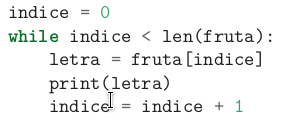 indice = 0
while indice < len(fruta):
    letra = fruta[indice]
    print(letra)
    indice = indice + 1